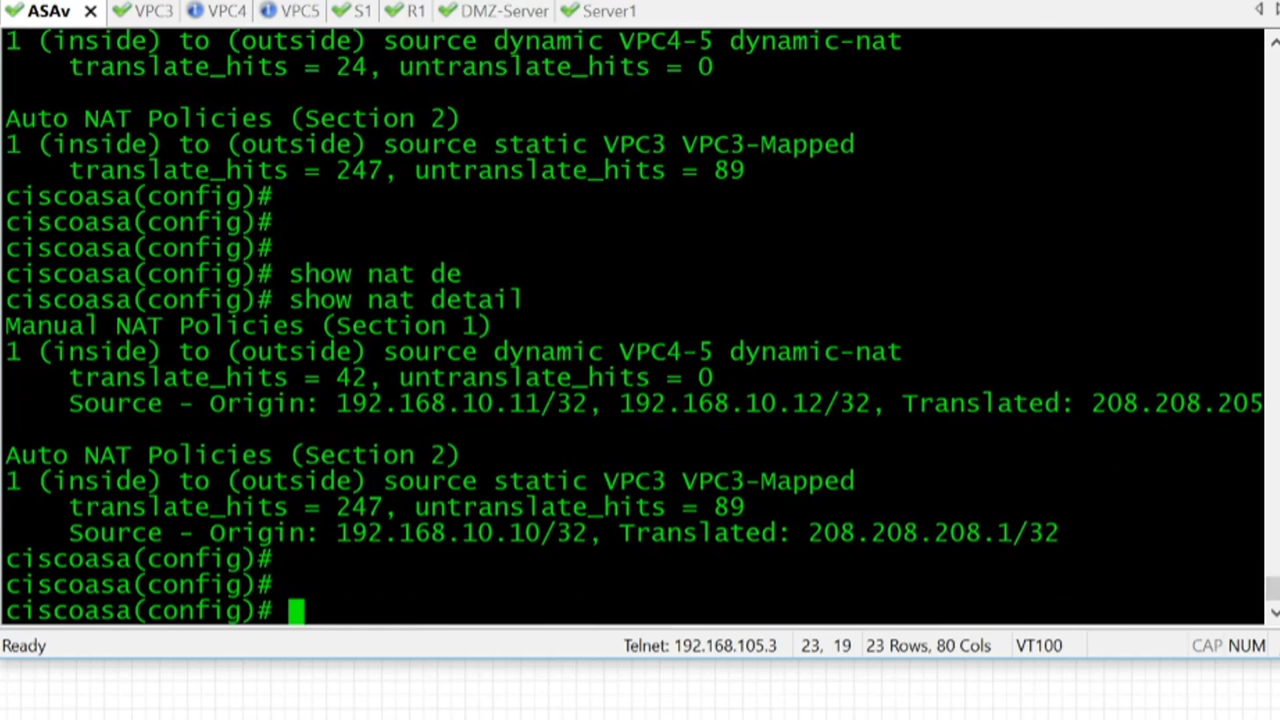 ASAv VPC3 VPC4 VPC5 S1 R1 DMZ-Server Server1
1 (inside) to (outside) source dynamic VPC4-5 dynamic-nat
translate_hits = 24, untranslate_hits = 0
Auto NAT Policies (Section 2)
1 (inside) to (outside) source static VPC3 VPC3-Mapped
translate_hits = 247, untranslate_hits = 89
ciscoasa(config)#
ciscoasa(config)#
ciscoasa(config)#
ciscoasa(config)# show nat de
ciscoasa(config)# show nat detail
Manual NAT Policies (Section 1)
1 (inside) to (outside) source dynamic VPC4-5 dynamic-nat
translate_hits = 42, untranslate_hits = 0
Source - Origin: 192.168.10.11/32, 192.168.10.12/32, Translated: 208.208.205
Auto NAT Policies (Section 2)
1 (inside) to (outside) source static VPC3 VPC3-Mapped
translate_hits = 247, untranslate_hits = 89
Source - Origin: 192.168.10.10/32, Translated: 208.208.208.1/32
ciscoasa(config)#
ciscoasa(config)#
ciscoasa(config)#
Ready Telnet: 192.168.105.3 23, 19 23 Rows, 80 Cols VT100 CAP NUM